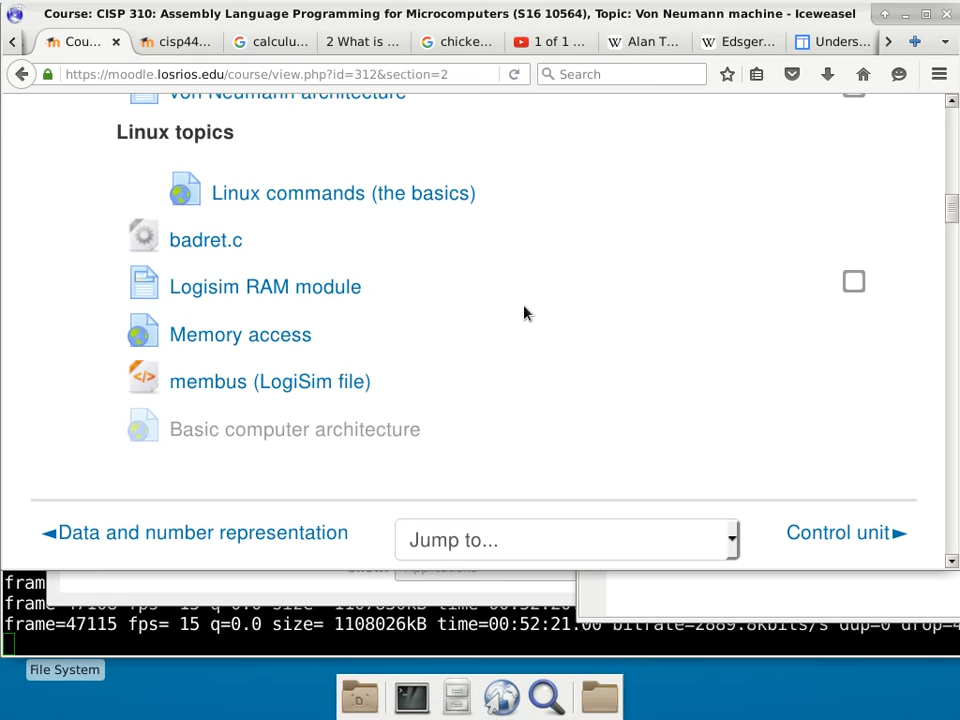 Course: CISP 310: Assembly Language Programming for Microcomputers (S16 10564), Topic: Von Neumann machine - Iceweasel
Cou... cisp44... calculu... 2 What is ... chicke... 1 of 1 ... Alan T... Edsger... Unders...
https://moodle.losrios.edu/course/view.php?id=312&section=2 Search
Von Neumann architecture
Linux topics
Linux commands (the basics)
badret.c
Logisim RAM module
Memory access
membus (LogiSim file)
Basic computer architecture
◄Data and number representation Jump to... Control unit►
fram
frame=47115 fps= 15 q=0.0 size= 1108026kB time=00:52:21.00 bitrate=2889.8kbits/s dup=0 drop=4
File System